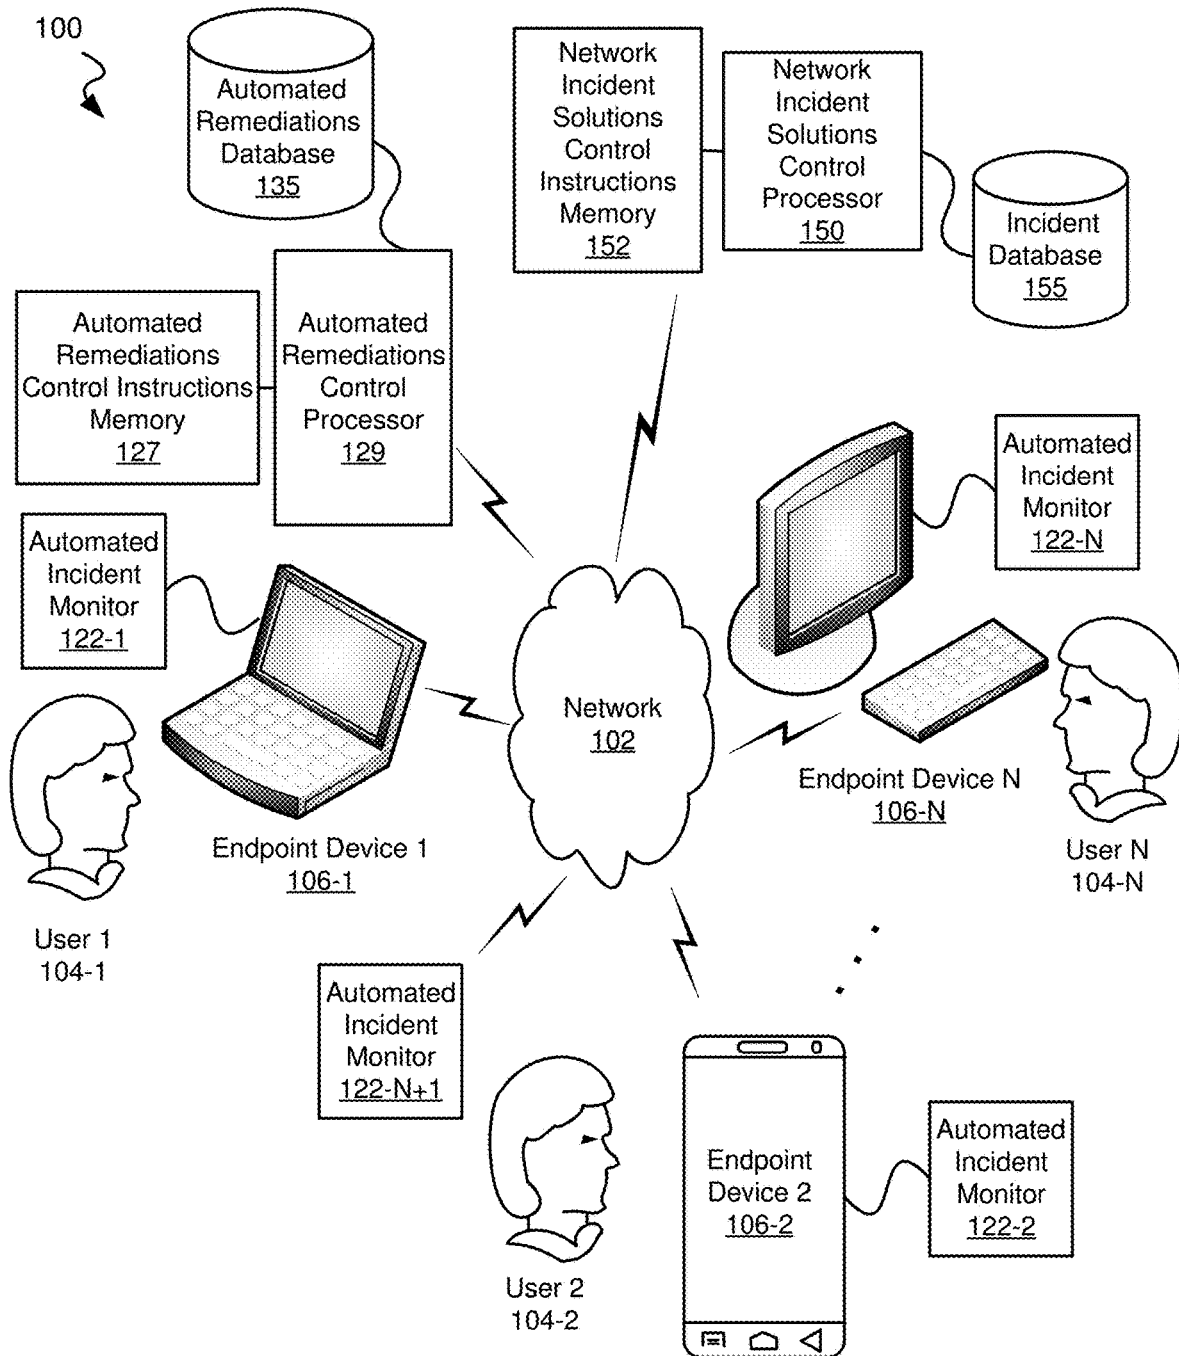 100
Automated
Remediations
Database
135
Network
Incident
Solutions
Control
Instructions
Memory
152
Network
Incident
Solutions
Control
Processor
150
Incident
Database
155
Automated
Remediations
Control Instructions
Memory
127
Automated
Remediations
Control
Processor
129
Automated
Incident
Monitor
122-N
Automated
Incident
Monitor
122-1
Network
102
Endpoint Device N
106-N
Endpoint Device 1
106-1
User N
104-N
User 1
104-1
Automated
Incident
Monitor
122-N+1
Endpoint
Device 2
106-2
Automated
Incident
Monitor
122-2
User 2
104-2